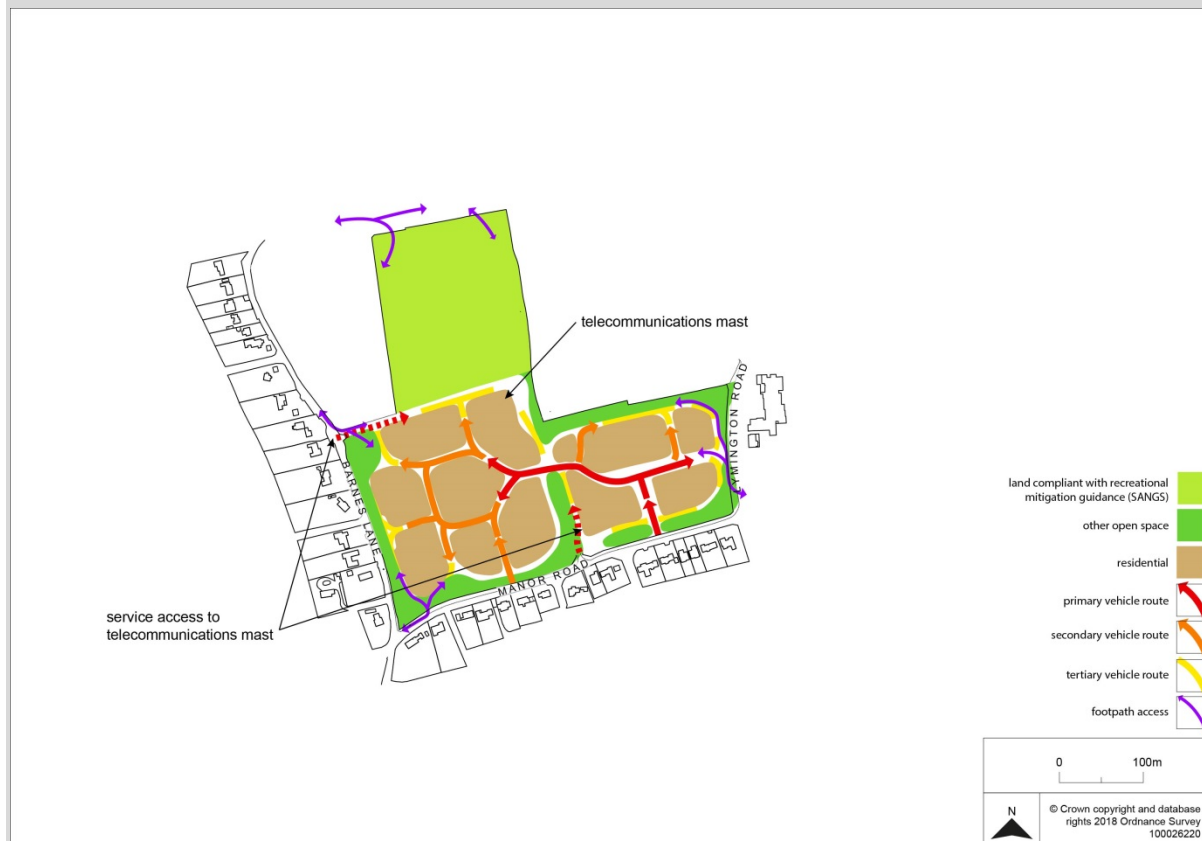 telecommunications mast
LYMINGTON ROAD
BARNES LANE
MANOR ROAD
service access to
telecommunications mast
land compliant with recreational
mitigation guidance (SANGS)
other open space
residential
primary vehicle route
secondary vehicle route
tertiary vehicle route
footpath access
0 100m
N
© Crown copyright and database
rights 2018 Ordnance Survey
100026220